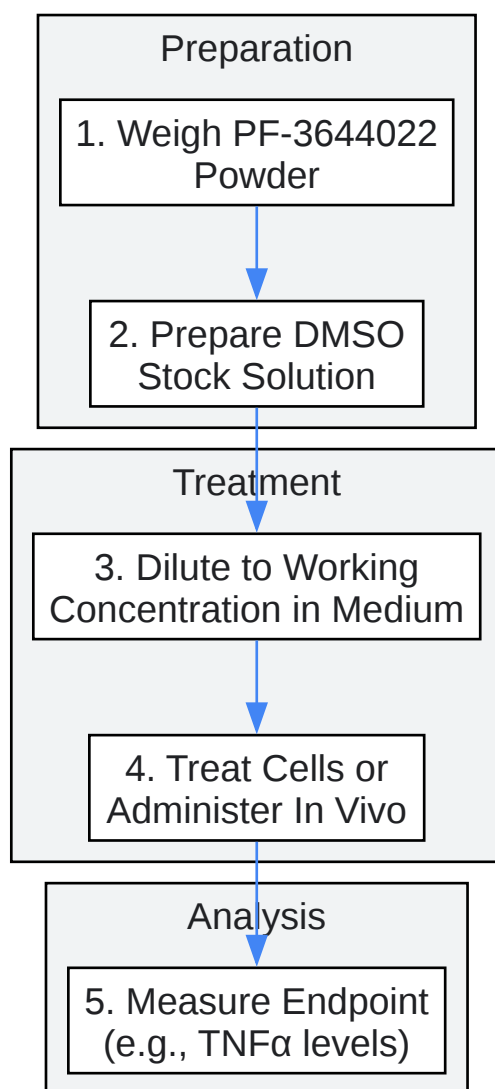 Preparation
1. Weigh PF-3644022
Powder
2. Prepare DMSO
Stock Solution
Treatment
3. Dilute to Working
Concentration in Medium
4. Treat Cells or
Administer In Vivo
Analysis
5. Measure Endpoint
(e.g., TNFα levels)